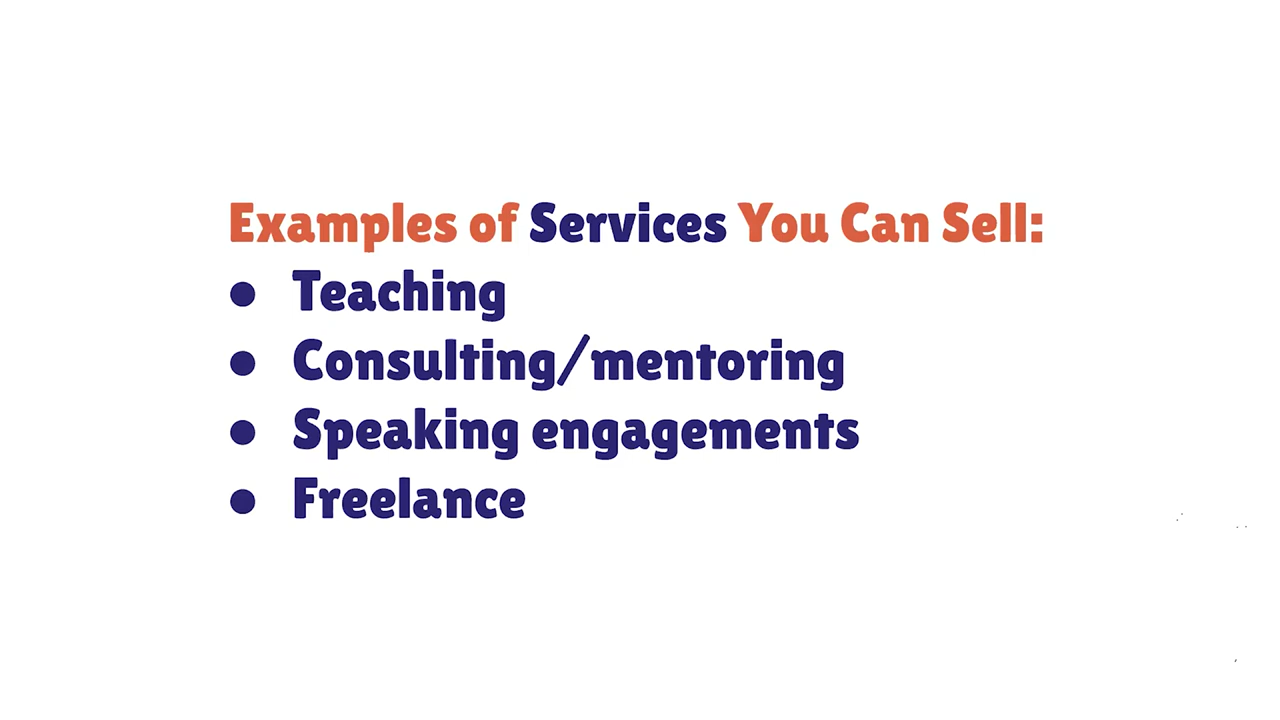 Examples of Services You Can Sell:
● Teaching
● Consulting/mentoring
● Speaking engagements
● Freelance